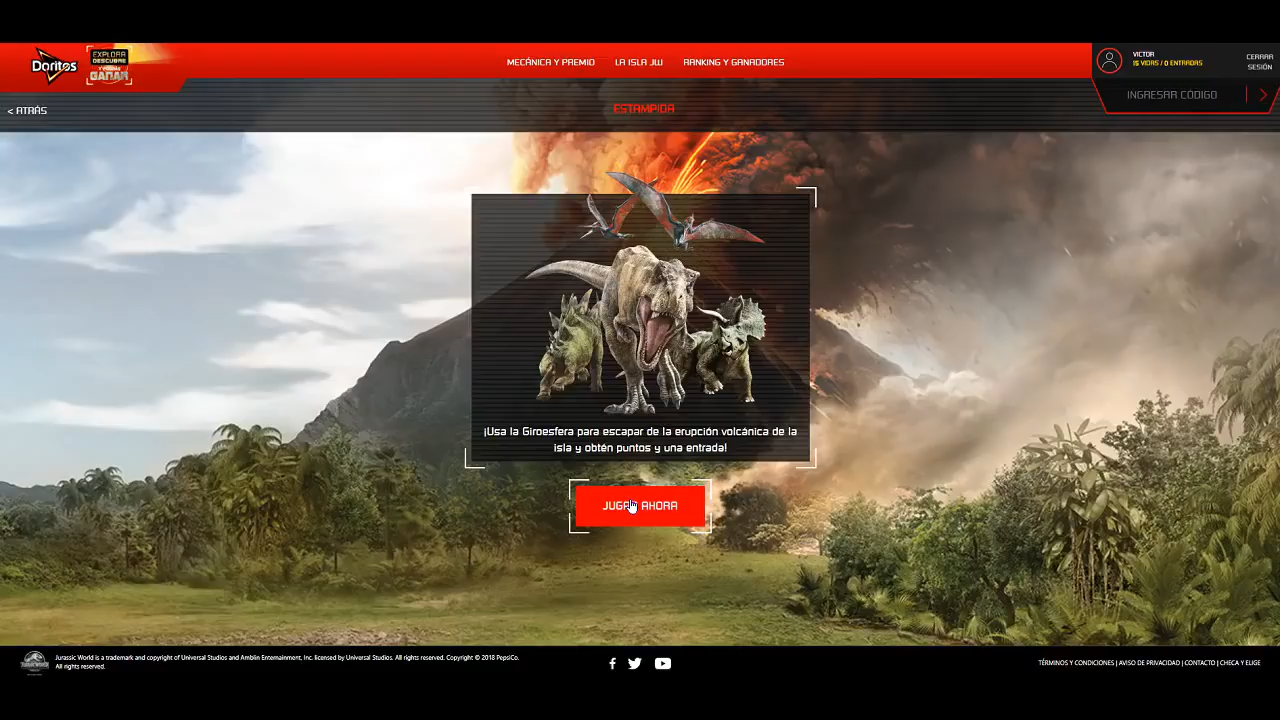 Doritos
EXPLORA
DESCUBRE
GANAR
MECÁNICA Y PREMIO
LA ISLA JW
RANKING Y GANADORES
VICTOR
15 VIDAS / 0 ENTRADAS
CERRAR
SESIÓN
INGRESAR CÓDIGO
< ATRÁS
ESTAMPIDA
¡Usa la Giroesfera para escapar de la erupción volcánica de la
isla y obtén puntos y una entrada!
JUGAR AHORA
Jurassic World is a trademark and copyright of Universal Studios and Amblin Entertainment, Inc. licensed by Universal Studios. All rights reserved. Copyright © 2018 PepsiCo.
All rights reserved.
TÉRMINOS Y CONDICIONES | AVISO DE PRIVACIDAD | CONTACTO | CHECA Y ELIGE